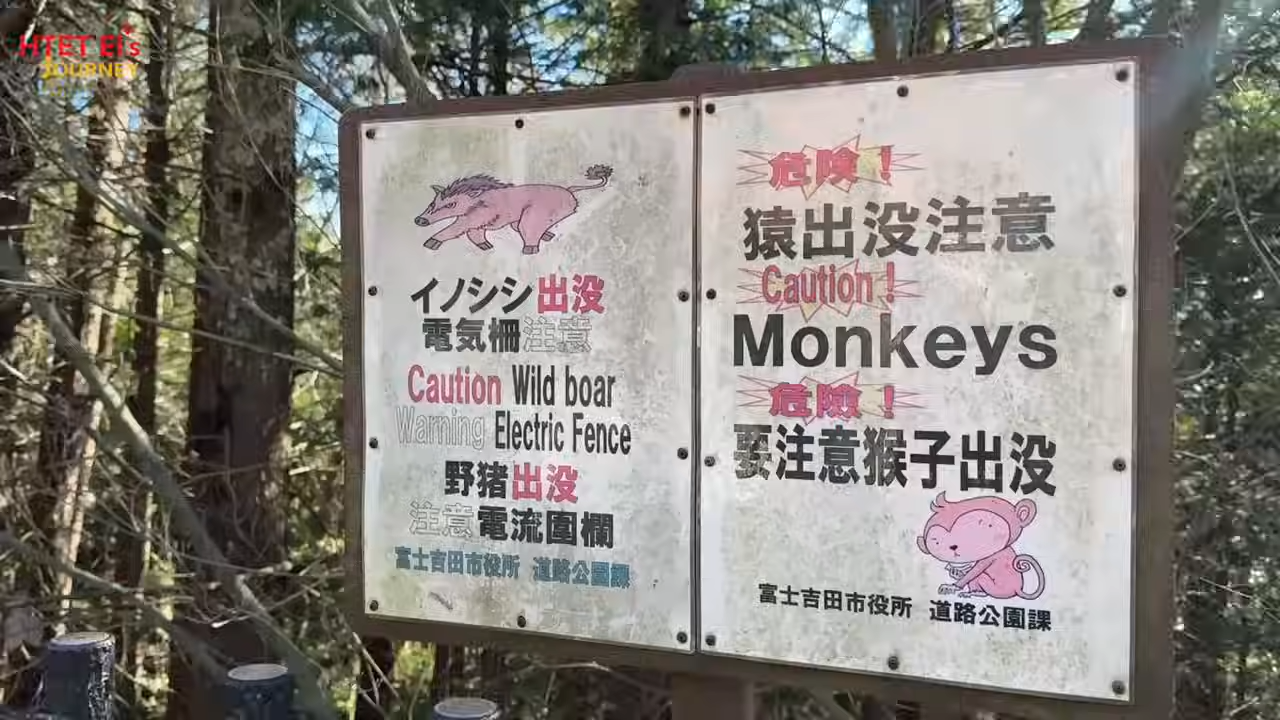 HTET EI's
JOURNEY
イノシシ出没
電気柵注意
Caution Wild boar
Warning Electric Fence
野猪出没
注意電流圍欄
富士吉田市役所 道路公園課
危険!
猿出没注意
Caution!
Monkeys
危險!
要注意猴子出没
富士吉田市役所 道路公園課